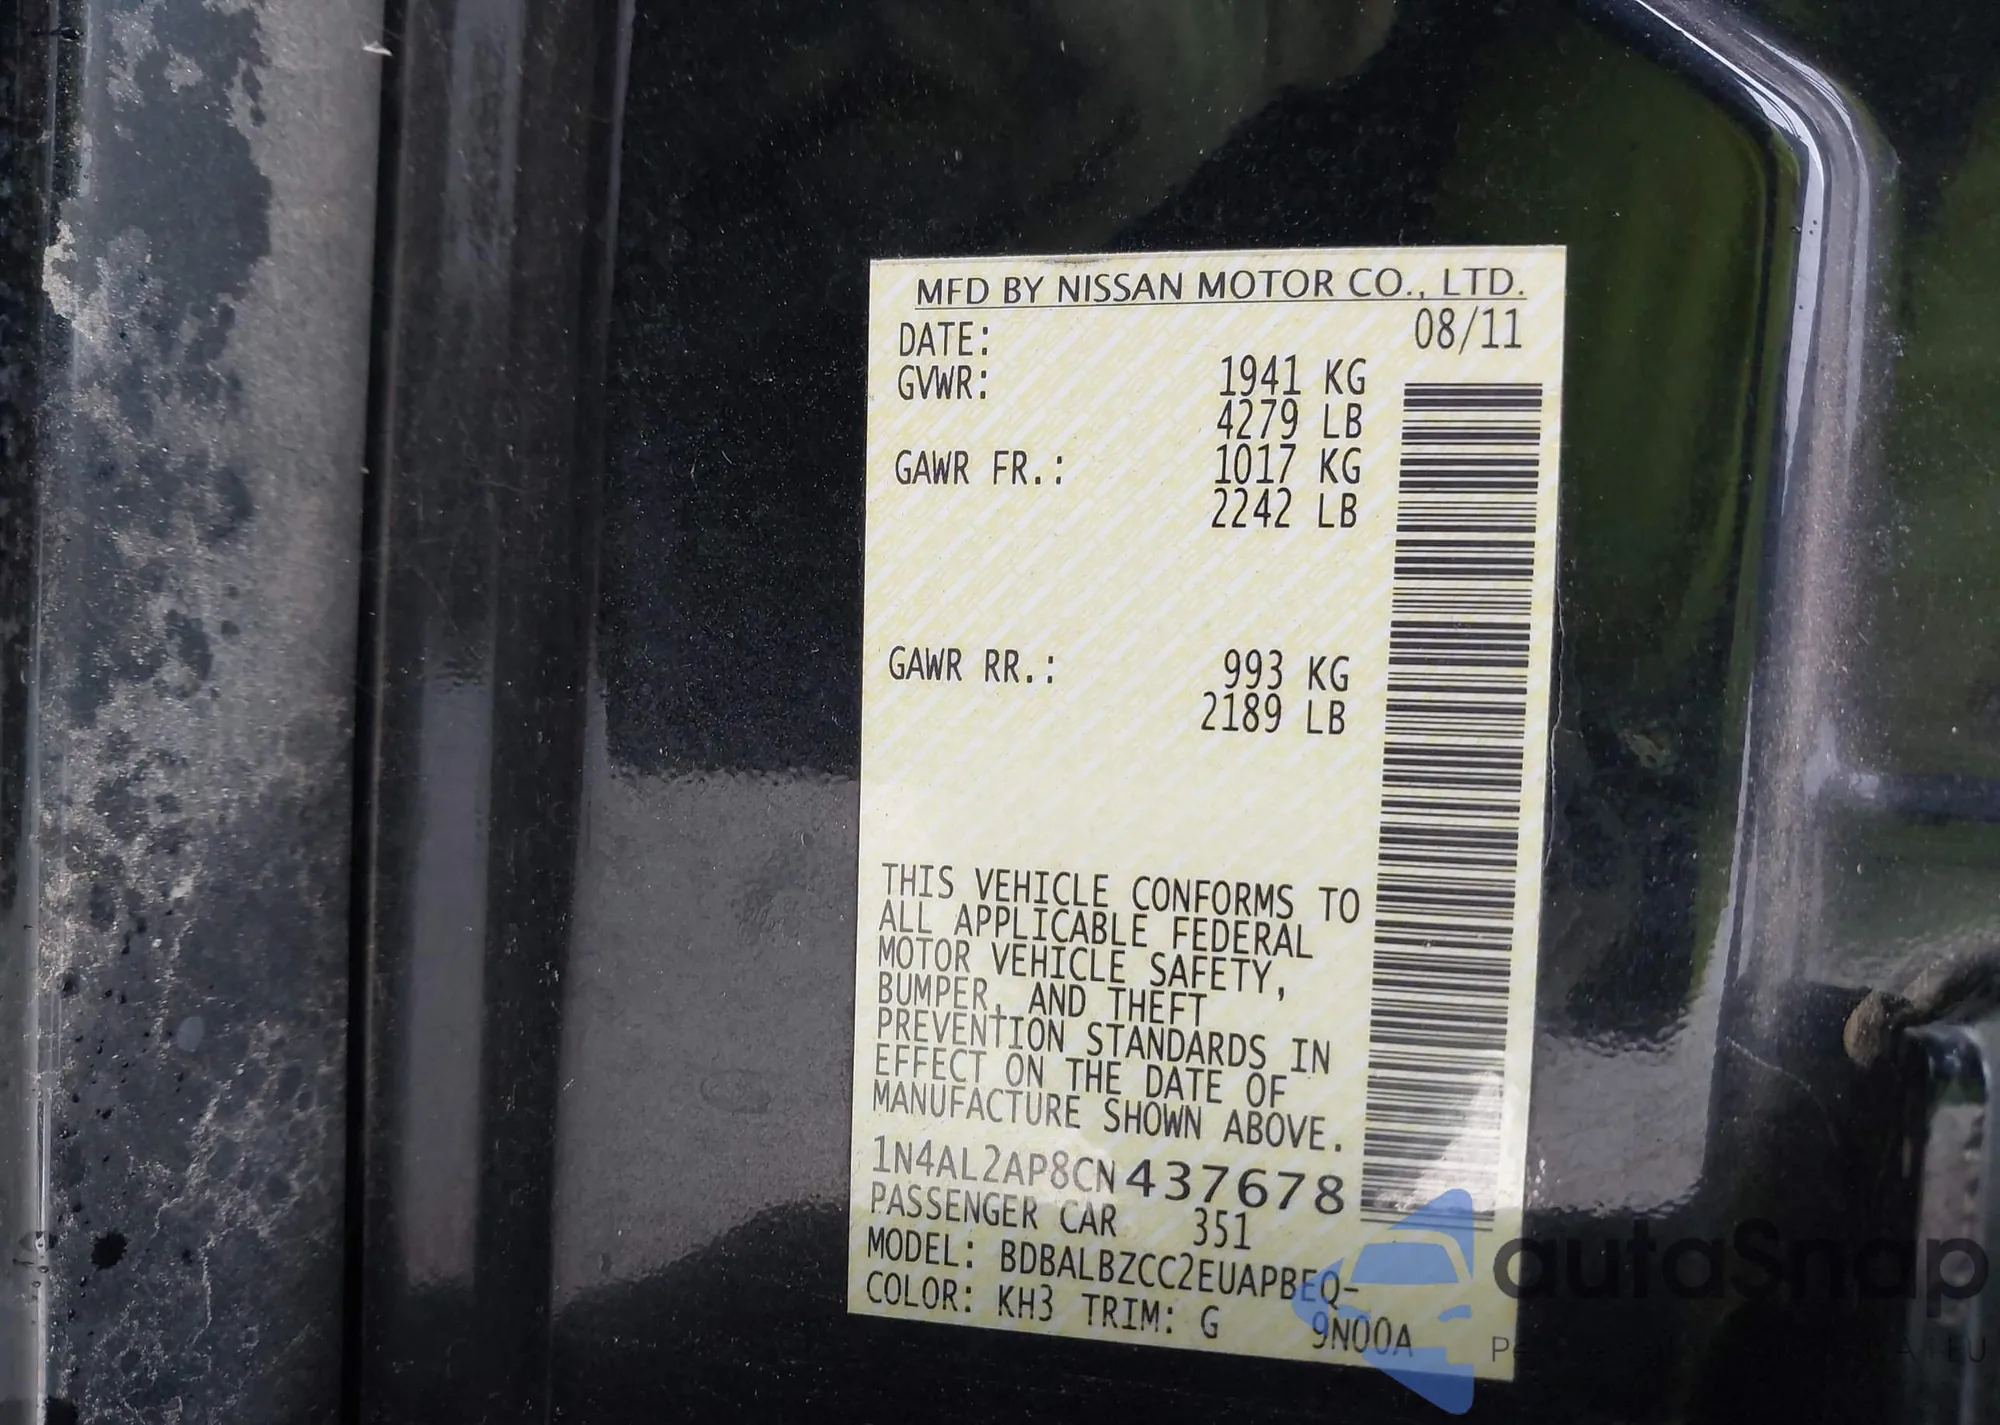 MFD BY NISSAN MOTOR CO., LTD.
DATE: 08/11
GVWR: 1941 KG
4279 LB
GAWR FR.: 1017 KG
2242 LB
GAWR RR.: 993 KG
2189 LB
THIS VEHICLE CONFORMS TO
ALL APPLICABLE FEDERAL
MOTOR VEHICLE SAFETY,
BUMPER, AND THEFT
PREVENTION STANDARDS IN
EFFECT ON THE DATE OF
MANUFACTURE SHOWN ABOVE.
1N4AL2AP8CN437678
PASSENGER CAR 351
MODEL: BDBALBZCC2EUAPBEQ-
COLOR: KH3 TRIM: G 9N00A
autosnap